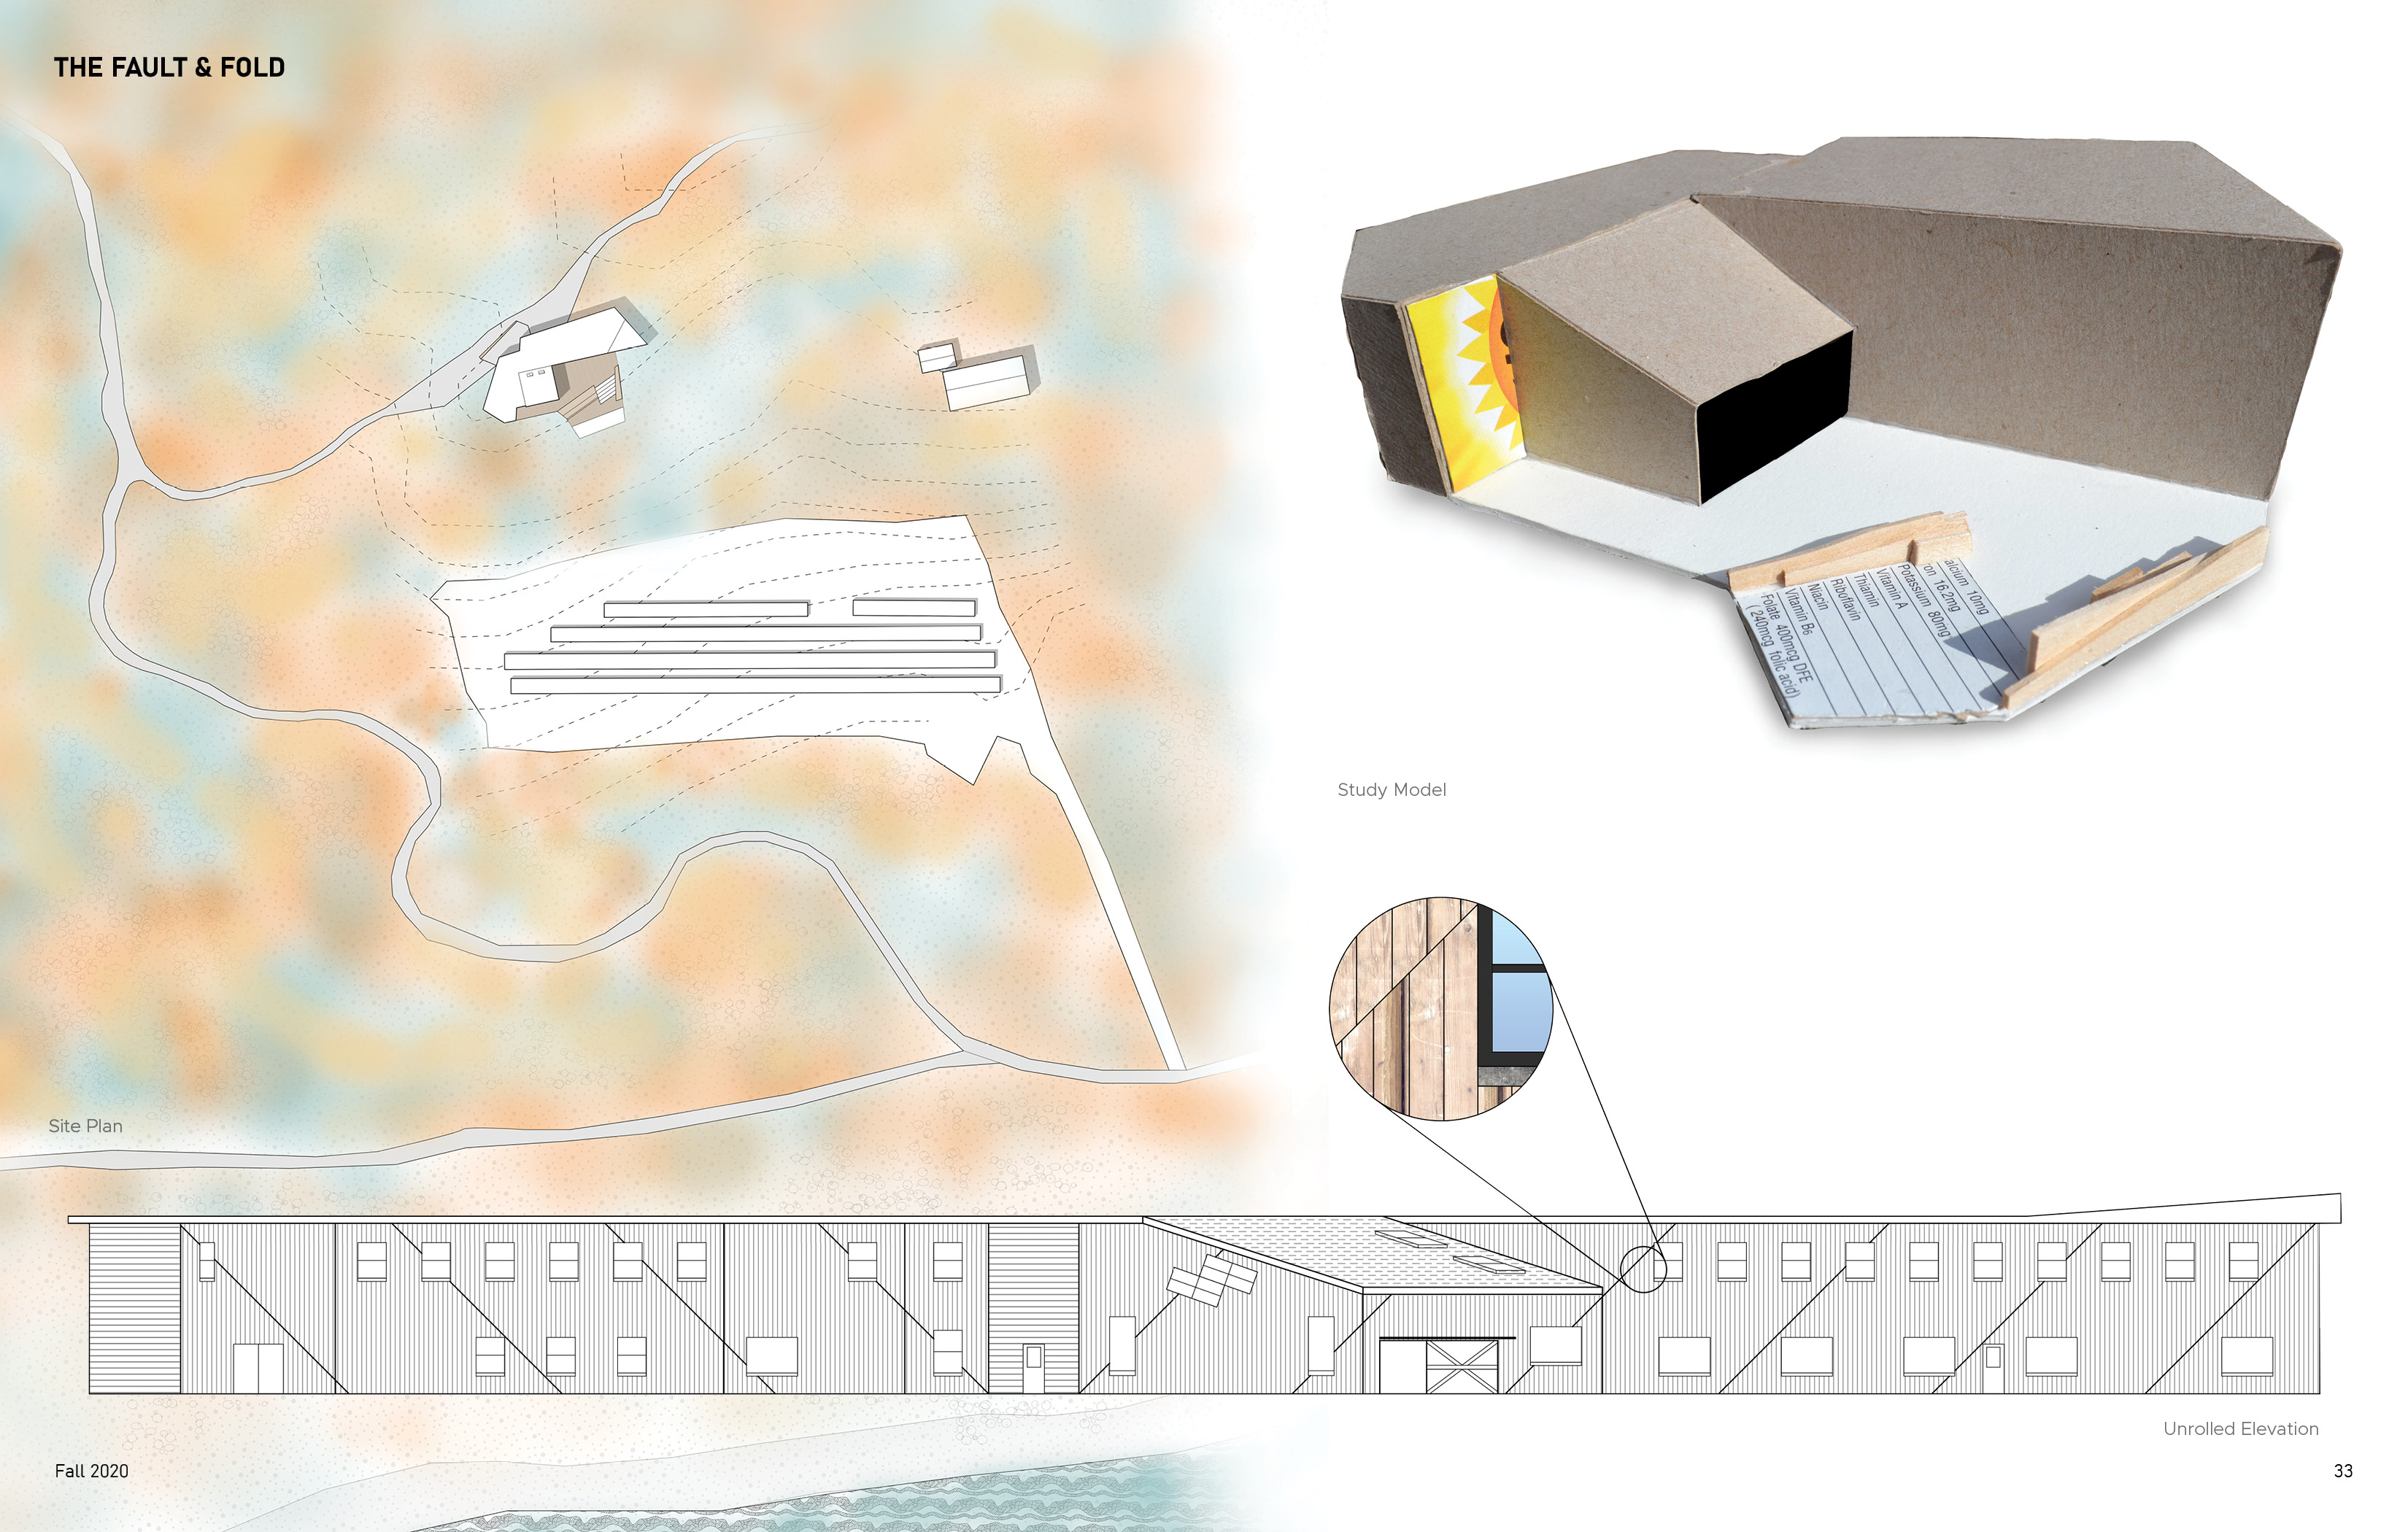 THE FAULT & FOLD
alcium 10mg
on 16.2mg
Potassium 80mg
Vitamin A
Thiamin
Riboflavin
Niacin
Vitamin B6
Folate 400mcg DFE
(240mcg folic acid)
Study Model
Site Plan
Unrolled Elevation
Fall 2020
33